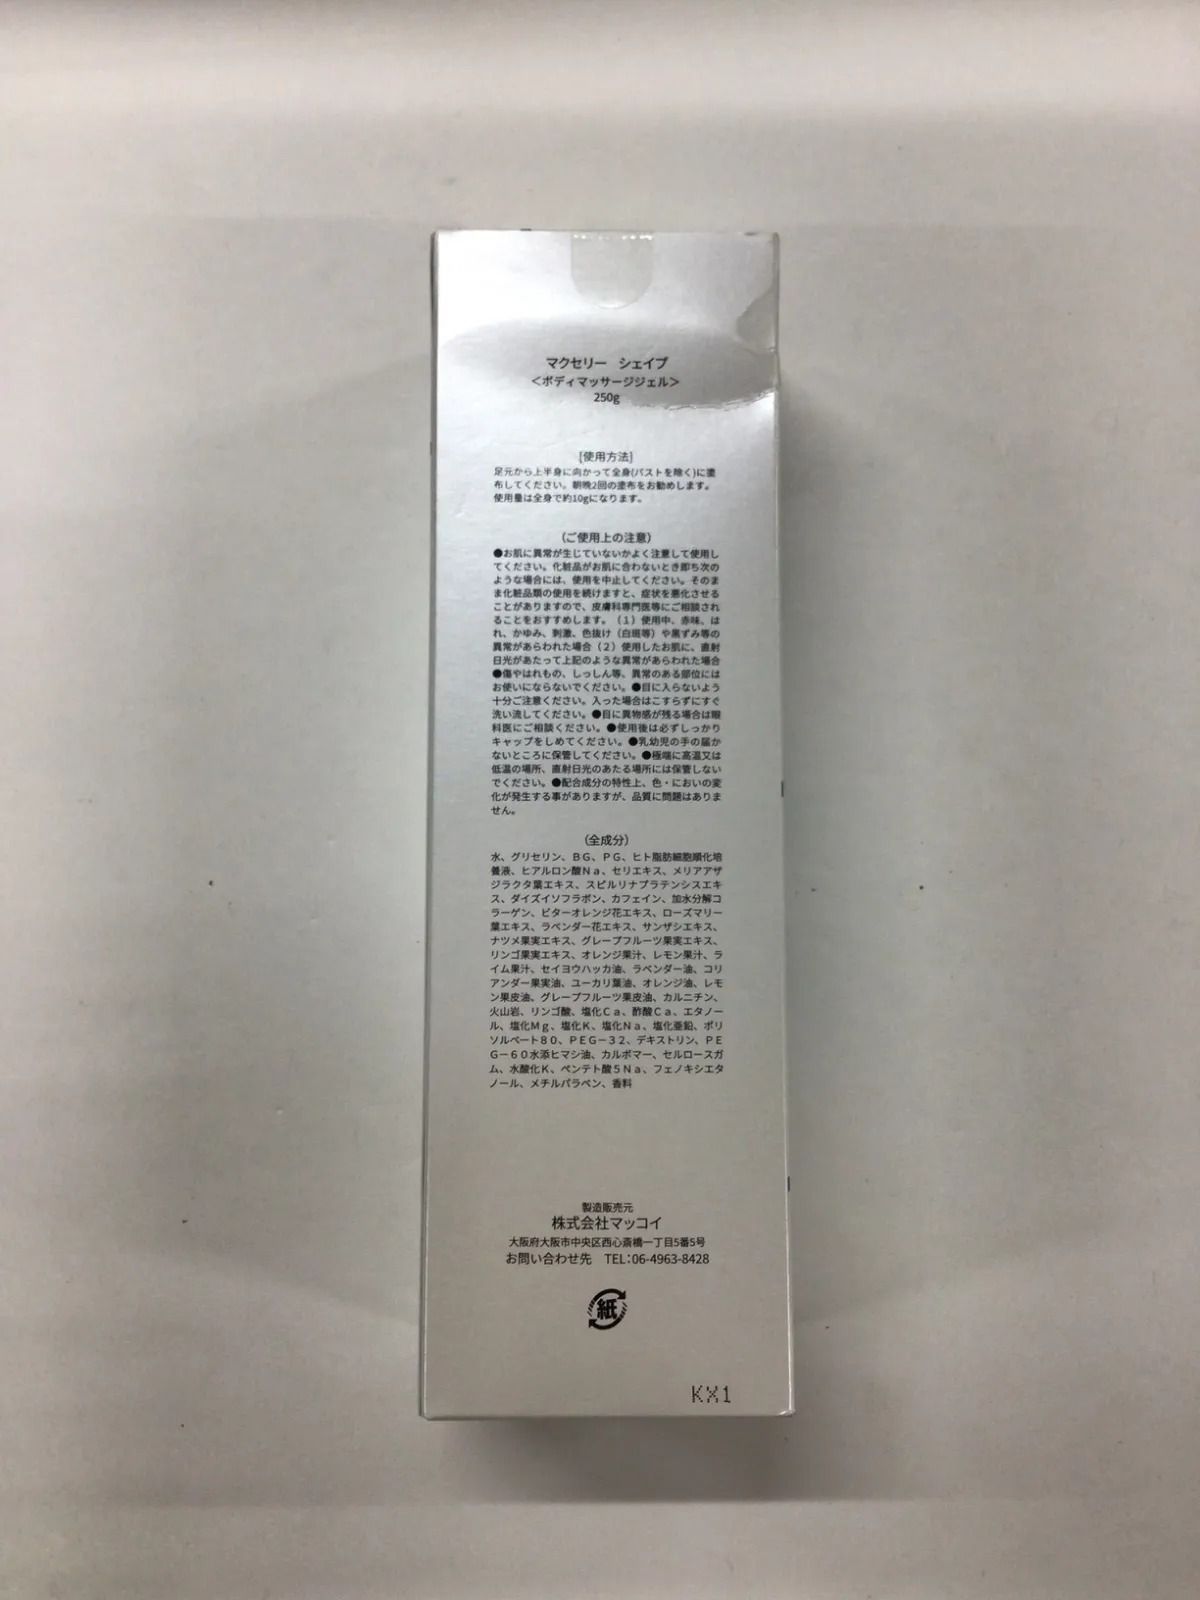 マクセリー　シェイプ
＜ボディマッサージジェル＞
250g
[使用方法]
足元から上半身に向かって全身(バストを除く)に塗
布してください。朝晩2回の塗布をお勧めします。
使用量は全身で約10gになります。
（ご使用上の注意）
●お肌に異常が生じていないかよく注意して使用し
てください。化粧品がお肌に合わないとき即ち次の
ような場合には、使用を中止してください。そのま
ま化粧品類の使用を続けますと、症状を悪化させる
ことがありますので、皮膚科専門医等にご相談され
ることをおすすめします。（１）使用中、赤味、は
れ、かゆみ、刺激、色抜け（白斑等）や黒ずみ等の
異常があらわれた場合（２）使用したお肌に、直射
日光があたって上記のような異常があらわれた場合
●傷やはれもの、しっしん等、異常のある部位には
お使いにならないでください。●目に入らないよう
十分ご注意ください。入った場合はこすらずにすぐ
洗い流してください。●目に異物感が残る場合は眼
科医にご相談ください。●使用後は必ずしっかり
キャップをしめてください。●乳幼児の手の届か
ないところに保管してください。●極端に高温又は
低温の場所、直射日光のあたる場所には保管しない
でください。●配合成分の特性上、色・においの変
化が発生する事がありますが、品質に問題はありま
せん。
（全成分）
水、グリセリン、ＢＧ、ＰＧ、ヒト脂肪細胞順化培
養液、ヒアルロン酸Ｎａ、セリエキス、メリアアザ
ジラクタ葉エキス、スピルリナプラテンシスエキ
ス、ダイズイソフラボン、カフェイン、加水分解コ
ラーゲン、ビターオレンジ花エキス、ローズマリー
葉エキス、ラベンダー花エキス、サンザシエキス、
ナツメ果実エキス、グレープフルーツ果実エキス、
リンゴ果実エキス、オレンジ果汁、レモン果汁、ラ
イム果汁、セイヨウハッカ油、ラベンダー油、コリ
アンダー果実油、ユーカリ葉油、オレンジ油、レモ
ン果皮油、グレープフルーツ果皮油、カルニチン、
火山岩、リンゴ酸、塩化Ｃａ、酢酸Ｃａ、エタノー
ル、塩化Ｍｇ、塩化Ｋ、塩化Ｎａ、塩化亜鉛、ポリ
ソルベート８０、ＰＥＧ－３２、デキストリン、ＰＥ
Ｇ－６０水添ヒマシ油、カルボマー、セルロースガ
ム、水酸化Ｋ、ペンテト酸５Ｎａ、フェノキシエタ
ノール、メチルパラベン、香料
製造販売元
株式会社マッコイ
大阪府大阪市中央区西心斎橋一丁目5番5号
お問い合わせ先　TEL：06-4963-8428
紙
KX1